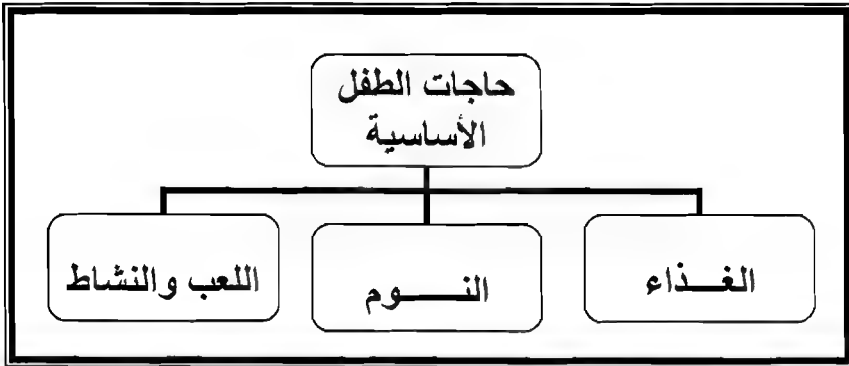 حاجات الطفل
الأساسية
الغـــذاء
النـــــوم
اللعب والنشاط